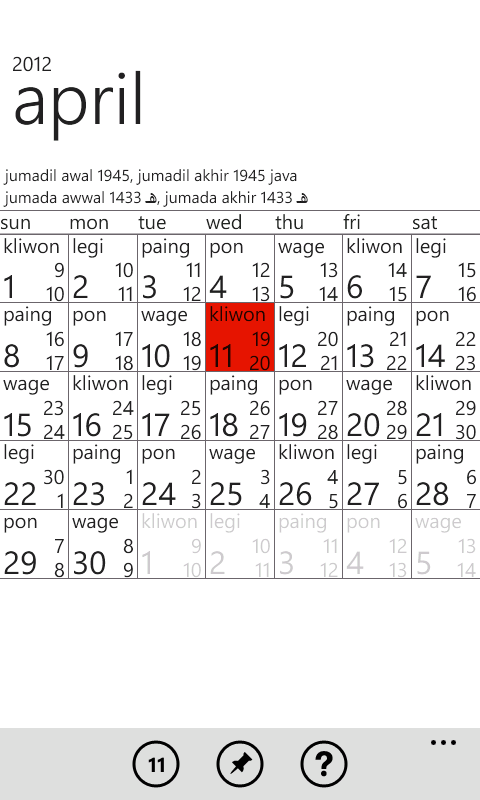 2012
april
jumadil awal 1945, jumadil akhir 1945 java
jumada awwal 1433 هـ, jumada akhir 1433 هـ
sun mon tue wed thu fri sat
kliwon legi paing pon wage kliwon legi
9 10 11 12 13 14 15
1 10 2 11 3 12 4 13 5 14 6 15 7 16
paing pon wage kliwon legi paing pon
16 17 18 19 20 21 22
8 17 9 18 10 19 11 20 12 21 13 22 14 23
wage kliwon legi paing pon wage kliwon
23 24 25 26 27 28 29
15 24 16 25 17 26 18 27 19 28 20 29 21 30
legi paing pon wage kliwon legi paing
30 1 2 3 4 5 6
22 1 23 2 24 3 25 4 26 5 27 6 28 7
pon wage kliwon legi paing pon wage
7 8 9 10 11 12 13
29 8 30 9 1 10 2 11 3 12 4 13 5 14
11 ?